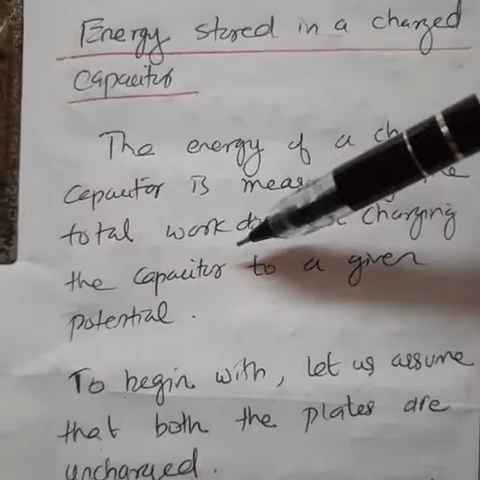 Energy stored in a charged
capacitor
The energy of a
capacitor is
total work charging
the capacitor to a given
potential.
To begin with, let us assume
that both the plates are
uncharged.